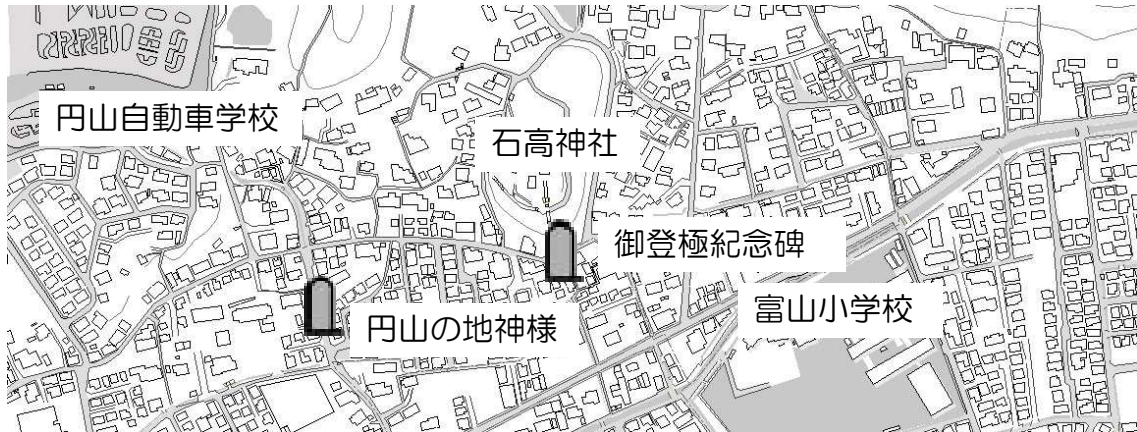 円山自動車学校
石高神社
御登極紀念碑
富山小学校
円山の地神様